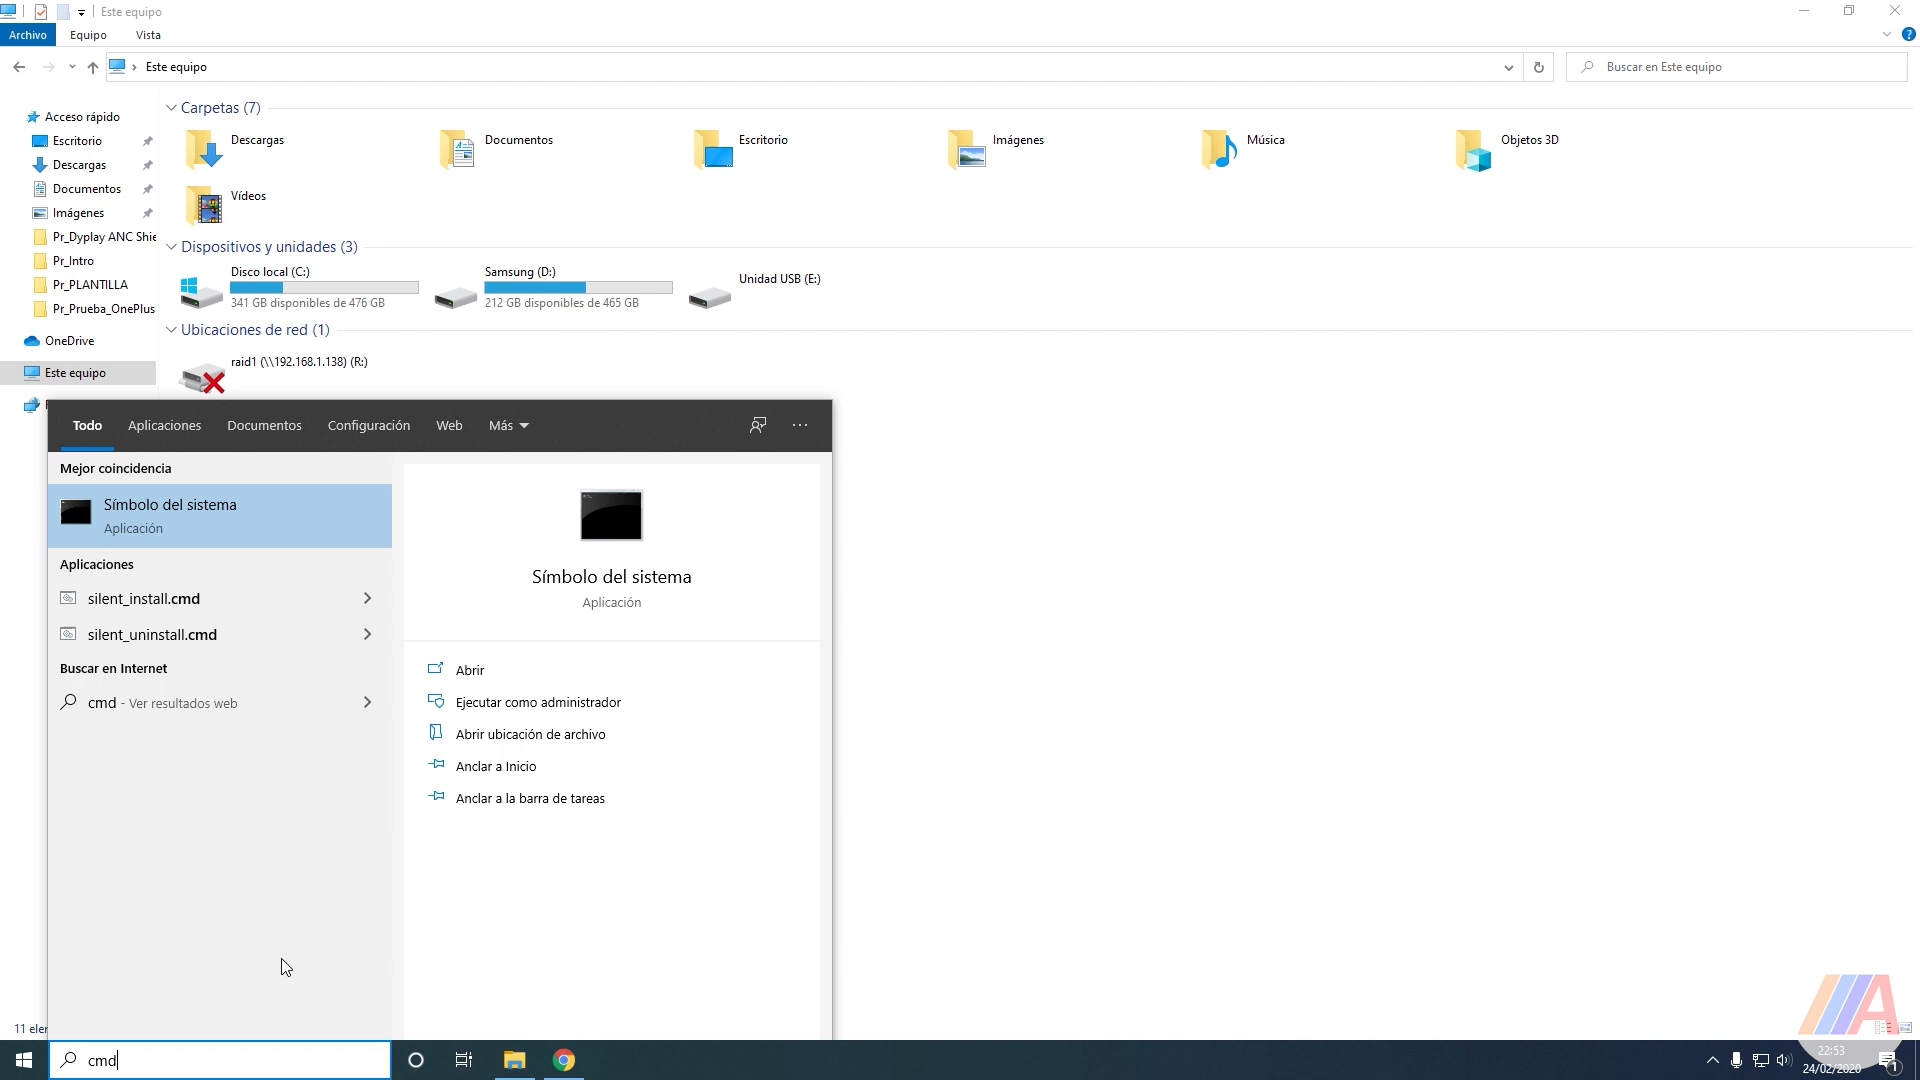 Este equipo
Archivo
Equipo
Vista
Este equipo
Buscar en Este equipo
Acceso rápido
Escritorio
Descargas
Documentos
Imágenes
Pr_Dyplay ANC Shie
Pr_Intro
Pr_PLANTILLA
Pr_Prueba_OnePlus
OneDrive
Este equipo
Carpetas (7)
Descargas
Documentos
Escritorio
Imágenes
Música
Objetos 3D
Vídeos
Dispositivos y unidades (3)
Disco local (C:)
341 GB disponibles de 476 GB
Samsung (D:)
212 GB disponibles de 465 GB
Unidad USB (E:)
Ubicaciones de red (1)
raid1 (\\192.168.1.138) (R:)
Todo
Aplicaciones
Documentos
Configuración
Web
Más
Mejor coincidencia
Símbolo del sistema
Aplicación
Aplicaciones
silent_install.cmd
silent_uninstall.cmd
Buscar en Internet
cmd - Ver resultados web
Símbolo del sistema
Aplicación
Abrir
Ejecutar como administrador
Abrir ubicación de archivo
Anclar a Inicio
Anclar a la barra de tareas
11 eler
cmd
22:53
24/02/2020
1
A